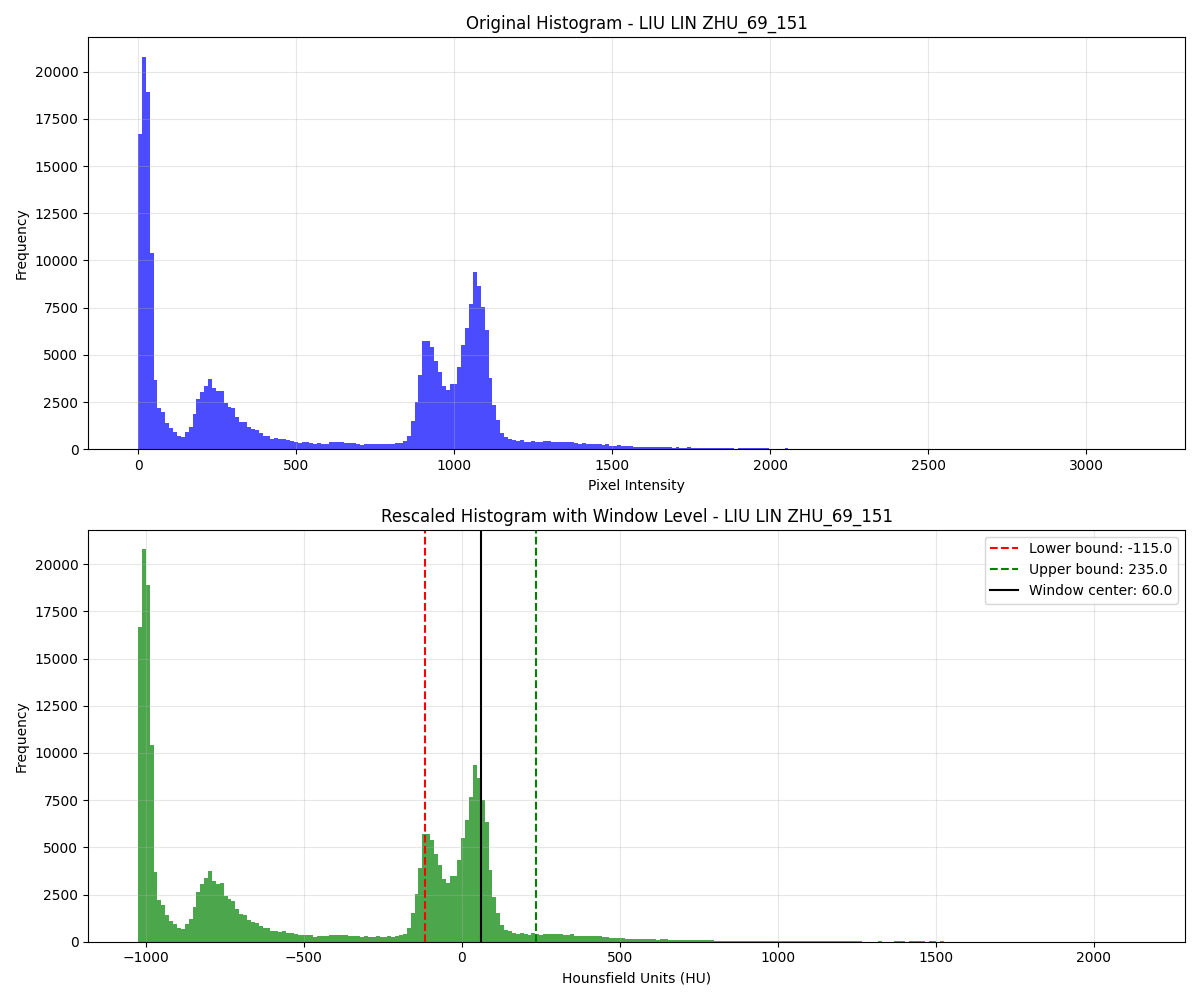 Original Histogram - LIU LIN ZHU_69_151
20000
17500
15000
12500
10000
7500
5000
2500
0
Frequency
0 500 1000 1500 2000 2500 3000
Pixel Intensity
Rescaled Histogram with Window Level - LIU LIN ZHU_69_151
Lower bound: -115.0
Upper bound: 235.0
Window center: 60.0
20000
17500
15000
12500
10000
7500
5000
2500
0
Frequency
−1000 −500 0 500 1000 1500 2000
Hounsfield Units (HU)